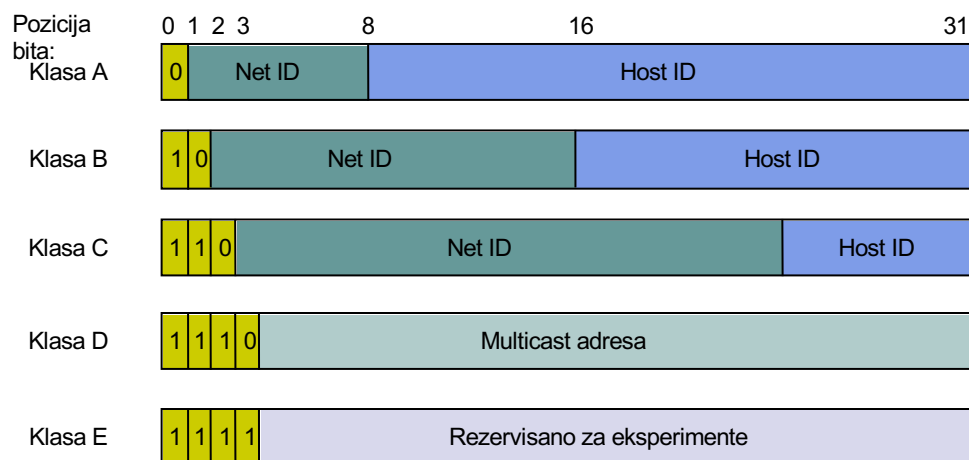 Pozicija bita:
0 1 2 3 8 16 31
Klasa A 0 Net ID Host ID
Klasa B 1 0 Net ID Host ID
Klasa C 1 1 0 Net ID Host ID
Klasa D 1 1 1 0 Multicast adresa
Klasa E 1 1 1 1 Rezervisano za eksperimente